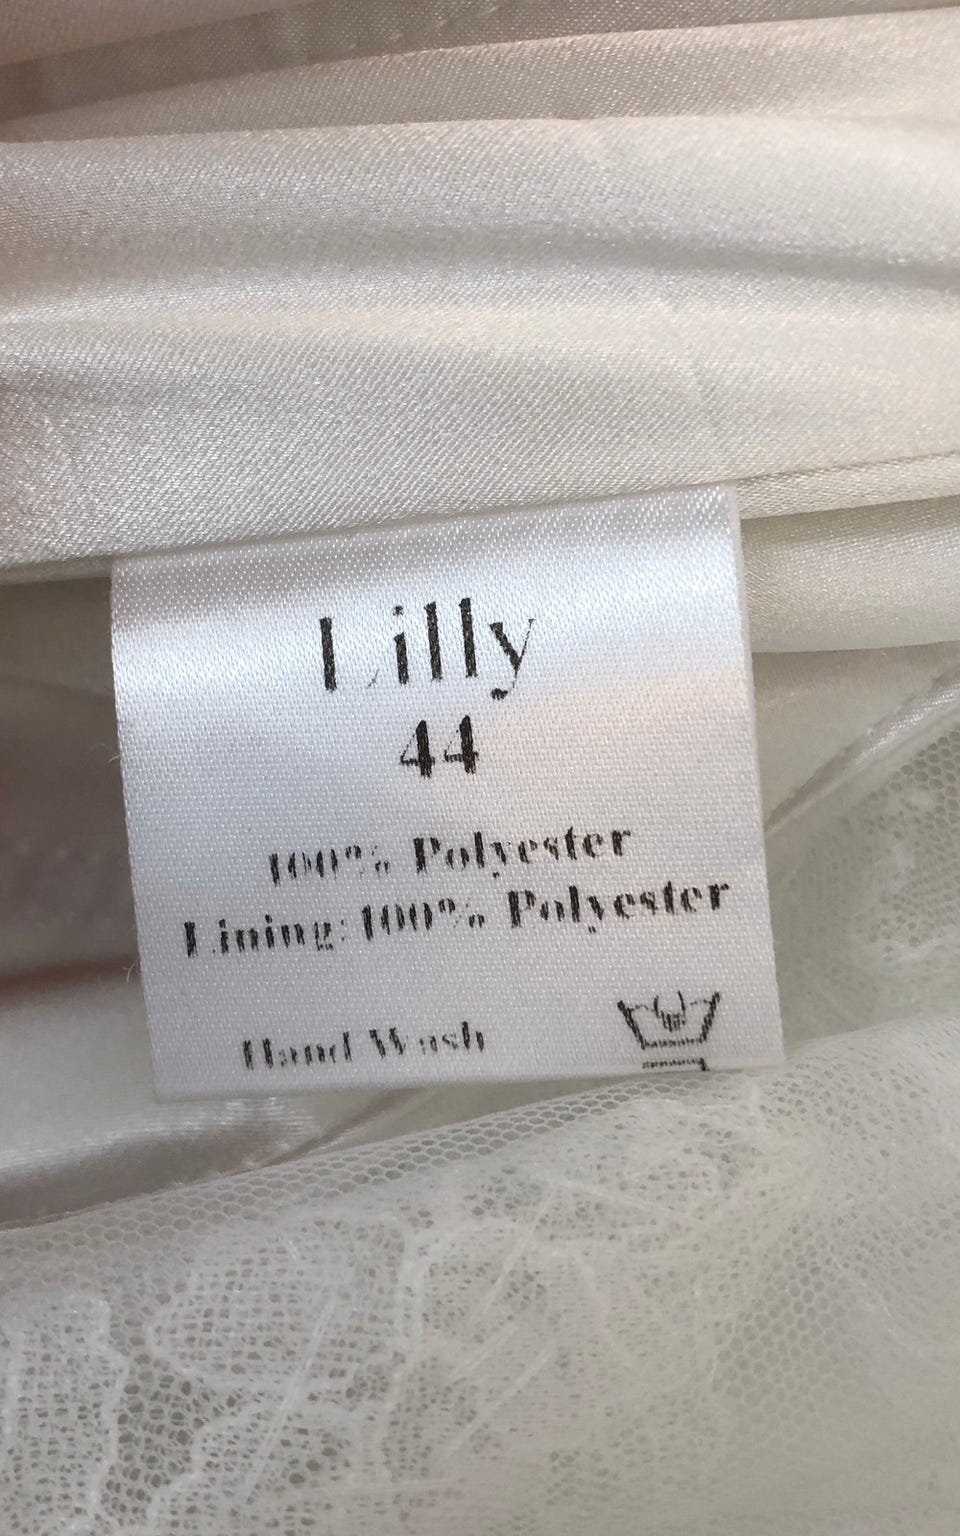 Lilly
44
100% Polyester
Lining: 100% Polyester
Hand Wash